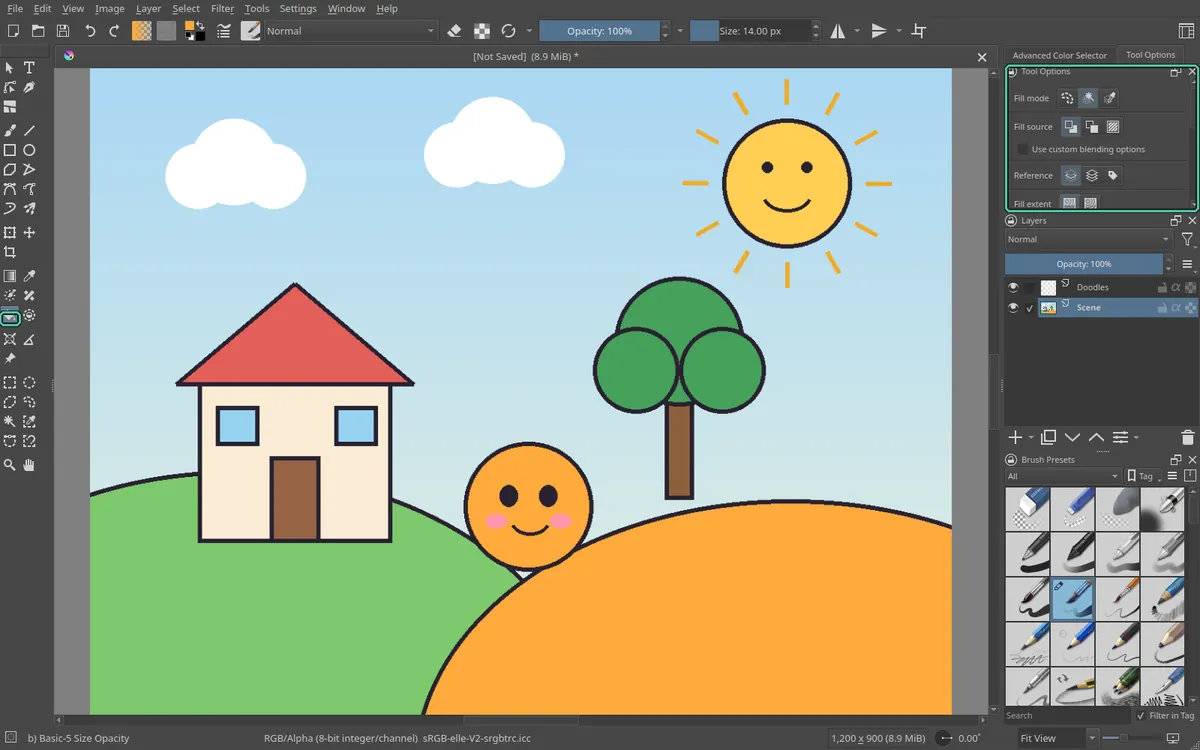 File Edit View Image Layer Select Filter Tools Settings Window Help
Normal
Opacity: 100%
Size: 14.00 px
[Not Saved] (8.9 MiB) *
Advanced Color Selector
Tool Options
Tool Options
Fill mode
Fill source
Use custom blending options
Reference
Fill extent
Layers
Normal
Opacity: 100%
Doodles
Scene
Brush Presets
All
Tag
Search
Filter in Tag
b) Basic-5 Size Opacity
RGB/Alpha (8-bit integer/channel) sRGB-elle-V2-srgbtrc.icc
1,200 x 900 (8.9 MiB)
0.00°
Fit View